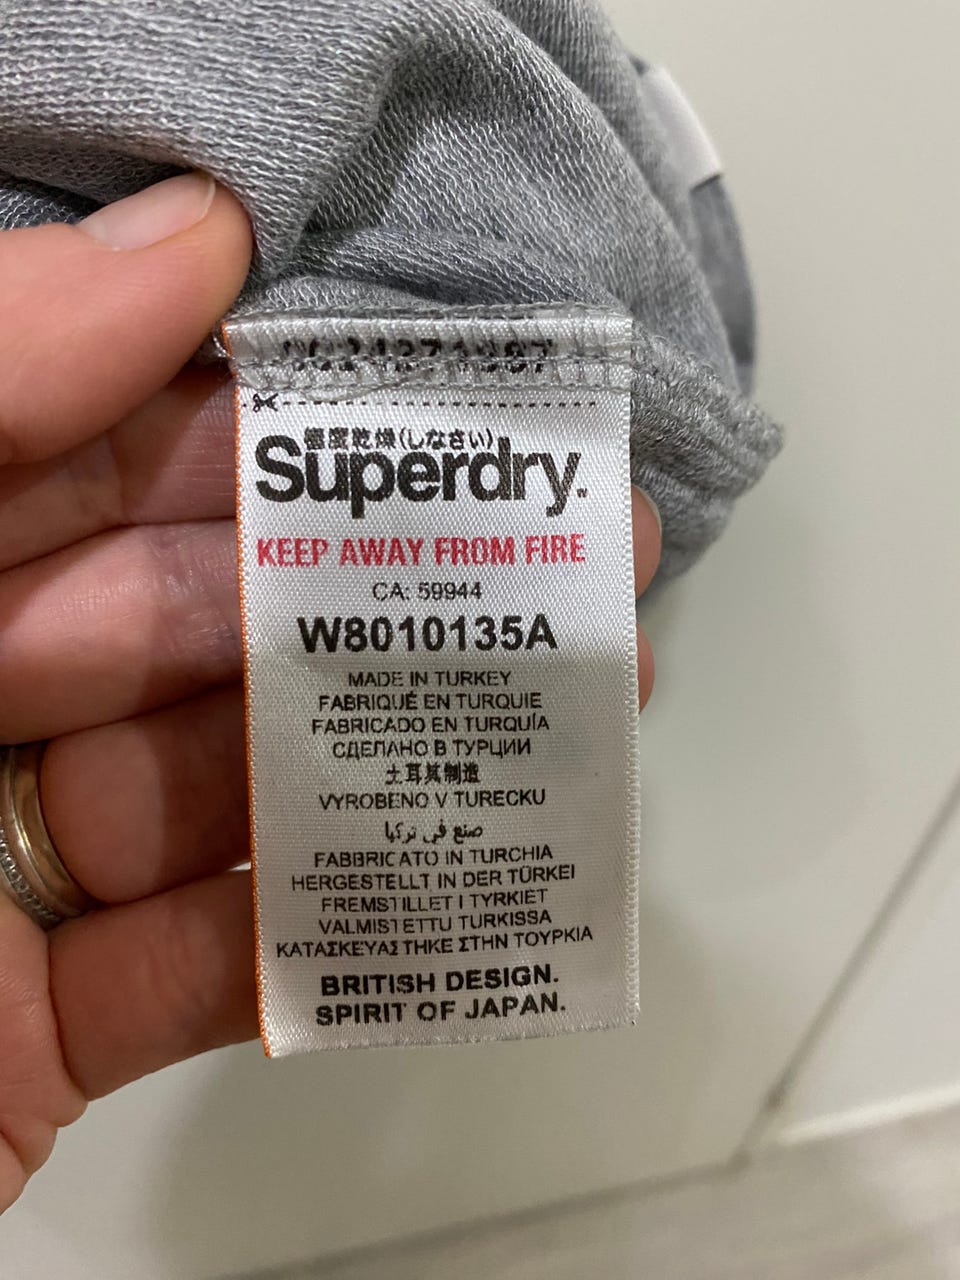 極度乾燥(しなさい)
Superdry.
KEEP AWAY FROM FIRE
CA: 59944
W8010135A
MADE IN TURKEY
FABRIQUÉ EN TURQUIE
FABRICADO EN TURQUÍA
СДЕЛАНО В ТУРЦИИ
土耳其制造
VYROBENO V TURECKU
صنع في تركيا
FABBRICATO IN TURCHIA
HERGESTELLT IN DER TÜRKEI
FREMSTILLET I TYRKIET
VALMISTETTU TURKISSA
ΚΑΤΑΣΚΕΥΑΣΤΗΚΕ ΣΤΗΝ ΤΟΥΡΚΙΑ
BRITISH DESIGN.
SPIRIT OF JAPAN.